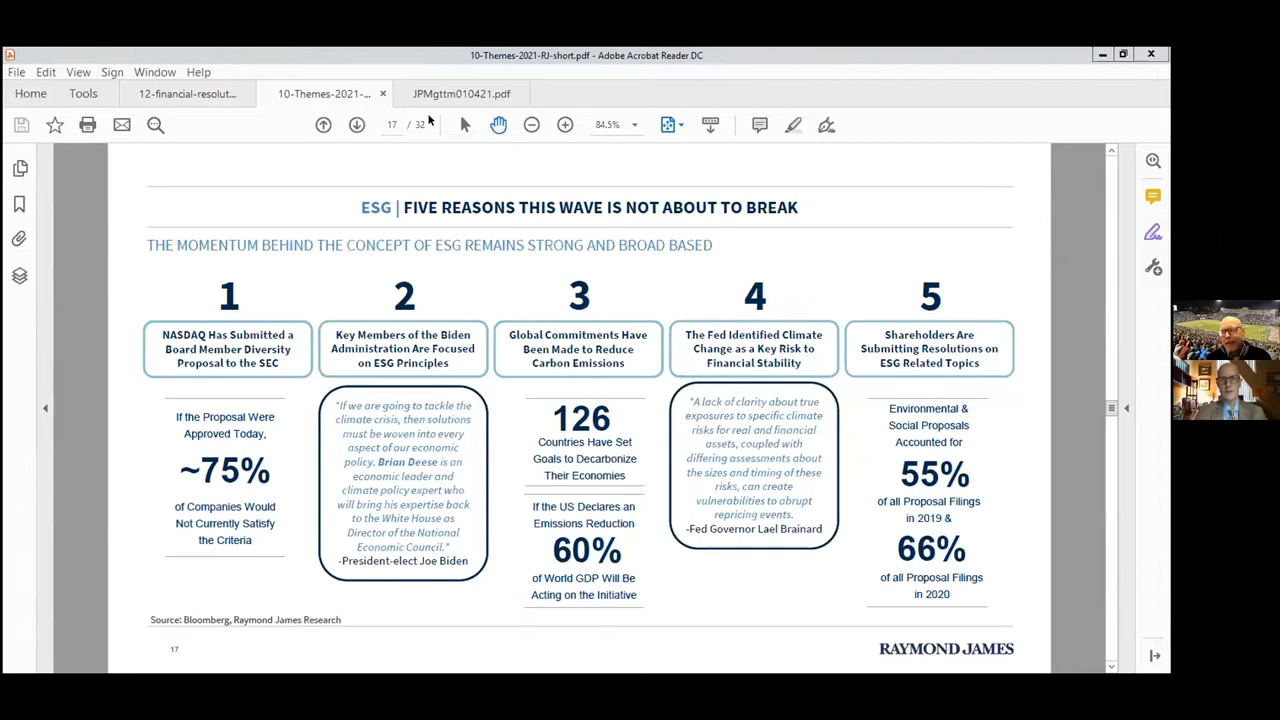 10-Themes-2021-RJ-short.pdf - Adobe Acrobat Reader DC
File Edit View Sign Window Help
Home Tools 12-financial-resolut... 10-Themes-2021-... × JPMgttm010421.pdf
17 / 32 84.5%
ESG | FIVE REASONS THIS WAVE IS NOT ABOUT TO BREAK
THE MOMENTUM BEHIND THE CONCEPT OF ESG REMAINS STRONG AND BROAD BASED
1
NASDAQ Has Submitted a
Board Member Diversity
Proposal to the SEC
If the Proposal Were
Approved Today,
~75%
of Companies Would
Not Currently Satisfy
the Criteria
2
Key Members of the Biden
Administration Are Focused
on ESG Principles
"If we are going to tackle the
climate crisis, then solutions
must be woven into every
aspect of our economic
policy. Brian Deese is an
economic leader and
climate policy expert who
will bring his expertise back
to the White House as
Director of the National
Economic Council."
-President-elect Joe Biden
3
Global Commitments Have
Been Made to Reduce
Carbon Emissions
126
Countries Have Set
Goals to Decarbonize
Their Economies
If the US Declares an
Emissions Reduction
60%
of World GDP Will Be
Acting on the Initiative
4
The Fed Identified Climate
Change as a Key Risk to
Financial Stability
"A lack of clarity about true
exposures to specific climate
risks for real and financial
assets, coupled with
differing assessments about
the sizes and timing of these
risks, can create
vulnerabilities to abrupt
repricing events.
-Fed Governor Lael Brainard
5
Shareholders Are
Submitting Resolutions on
ESG Related Topics
Environmental &
Social Proposals
Accounted for
55%
of all Proposal Filings
in 2019 &
66%
of all Proposal Filings
in 2020
Source: Bloomberg, Raymond James Research
17
RAYMOND JAMES